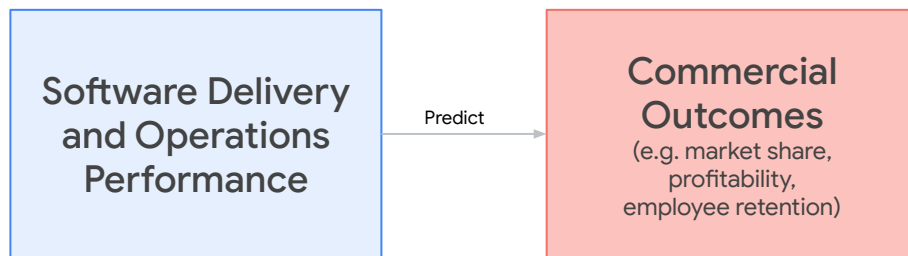 Software Delivery
and Operations
Performance
Predict
Commercial
Outcomes
(e.g. market share,
profitability,
employee retention)